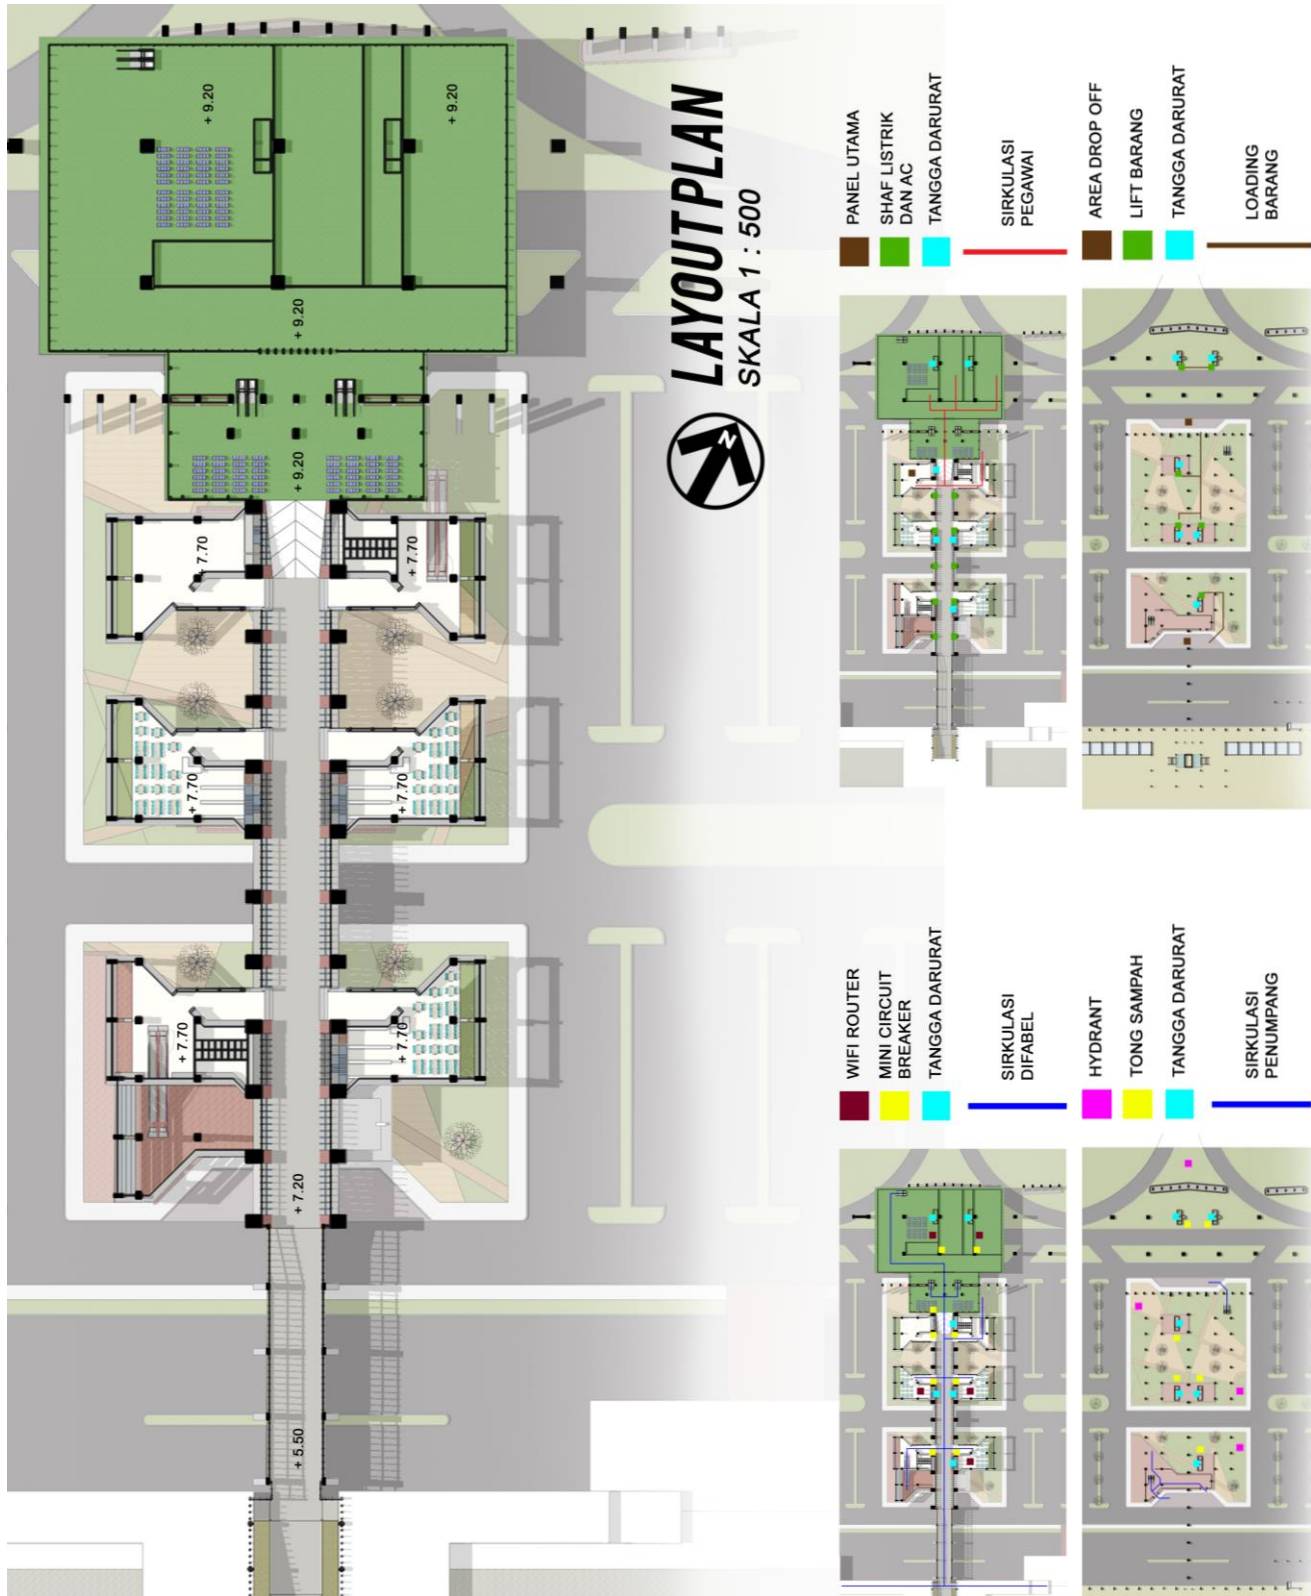 LAYOUTPLAN
SKALA 1 : 500
N
+ 9.20
+ 9.20
+ 9.20
+ 9.20
+ 7.70
+ 7.70
+ 7.70
+ 7.70
+ 7.70
+ 7.70
+ 7.20
+ 5.50
PANEL UTAMA
SHAF LISTRIK
DAN AC
TANGGA DARURAT
SIRKULASI
PEGAWAI
AREA DROP OFF
LIFT BARANG
TANGGA DARURAT
LOADING
BARANG
WIFI ROUTER
MINI CIRCUIT
BREAKER
TANGGA DARURAT
SIRKULASI
DIFABEL
HYDRANT
TONG SAMPAH
TANGGA DARURAT
SIRKULASI
PENUMPANG